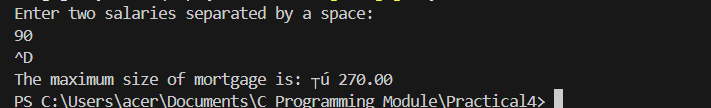 Enter two salaries separated by a space:
90
^D
The maximum size of mortgage is: ┬ú 270.00
PS C:\Users\acer\Documents\C Programming Module\Practical4>